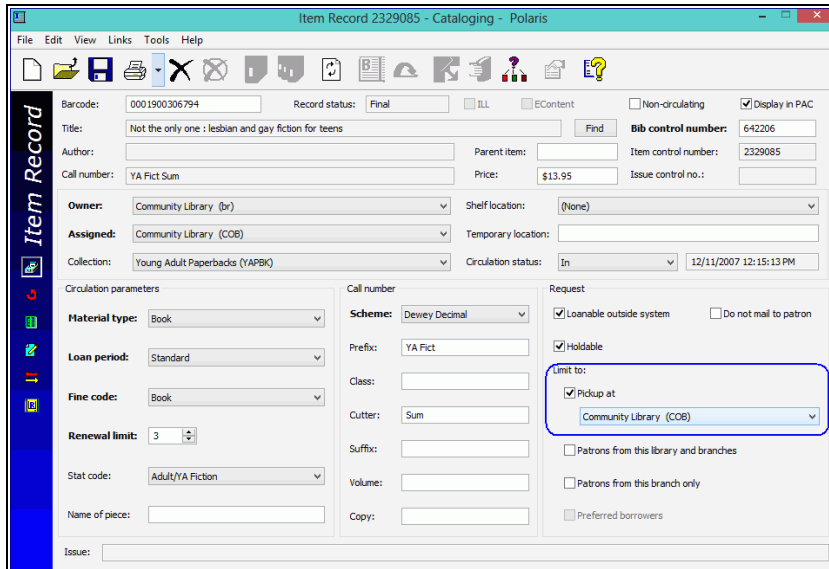 Item Record 2329085 - Cataloging - Polaris
File Edit View Links Tools Help
Item Record
Barcode: 0001900306794 Record status: Final ILL EContent Non-circulating Display in PAC
Title: Not the only one : lesbian and gay fiction for teens Find Bib control number: 642206
Author: Parent item: Item control number: 2329085
Call number: YA Fict Sum Price: $13.95 Issue control no.:
Owner: Community Library (br) Shelf location: (None)
Assigned: Community Library (COB) Temporary location:
Collection: Young Adult Paperbacks (YAPBK) Circulation status: In 12/11/2007 12:15:13 PM
Circulation parameters Call number Request
Material type: Book Scheme: Dewey Decimal Loanable outside system Do not mail to patron
Prefix: YA Fict Holdable
Loan period: Standard Limit to:
Class: Pickup at
Fine code: Book Cutter: Sum Community Library (COB)
Renewal limit: 3 Suffix: Patrons from this library and branches
Stat code: Adult/YA Fiction Volume: Patrons from this branch only
Name of piece: Copy: Preferred borrowers
Issue: